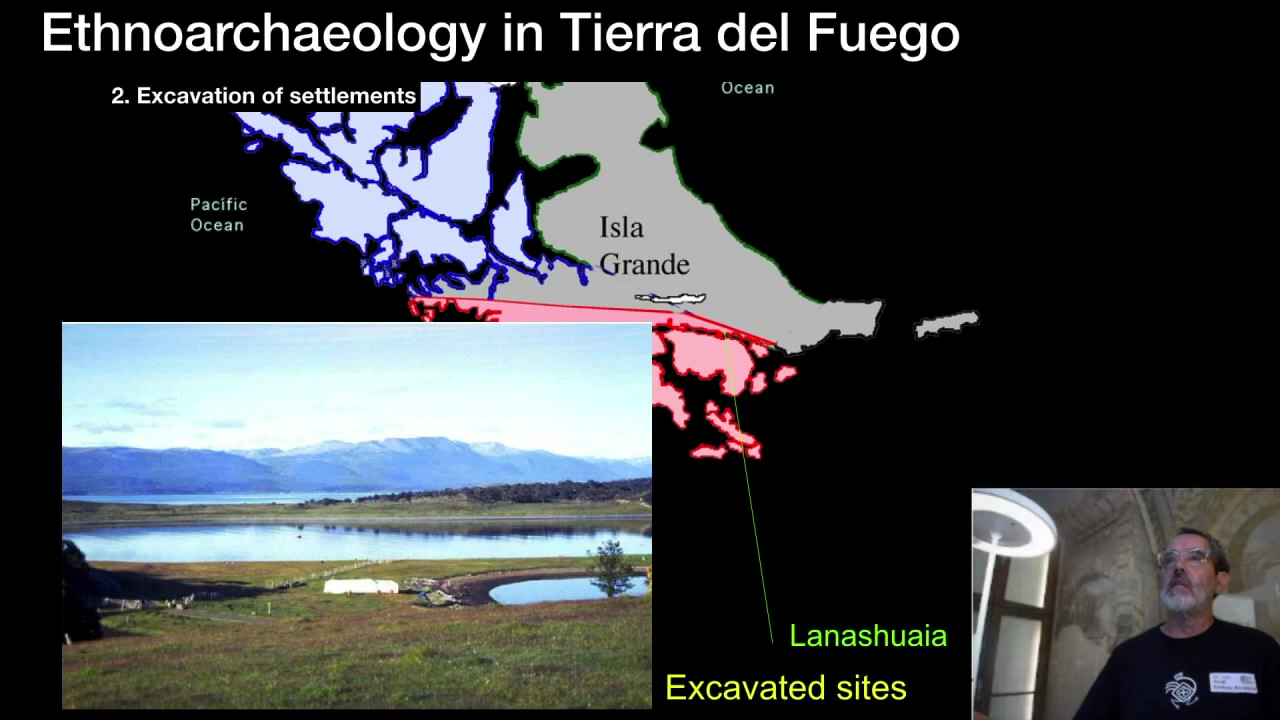 Ethnoarchaeology in Tierra del Fuego
2. Excavation of settlements
Ocean
Pacific
Ocean
Isla
Grande
Lanashuaia
Excavated sites